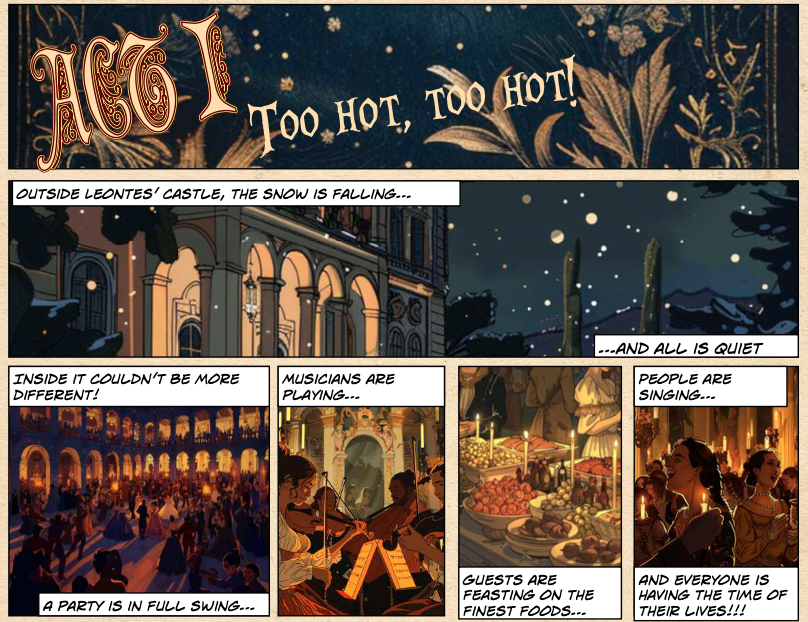 ACT I
TOO HOT, TOO HOT!
OUTSIDE LEONTES' CASTLE, THE SNOW IS FALLING...
...AND ALL IS QUIET
INSIDE IT COULDN'T BE MORE
DIFFERENT!
A PARTY IS IN FULL SWING...
MUSICIANS ARE
PLAYING...
GUESTS ARE
FEASTING ON THE
FINEST FOODS...
PEOPLE ARE
SINGING...
AND EVERYONE IS
HAVING THE TIME OF
THEIR LIVES!!!